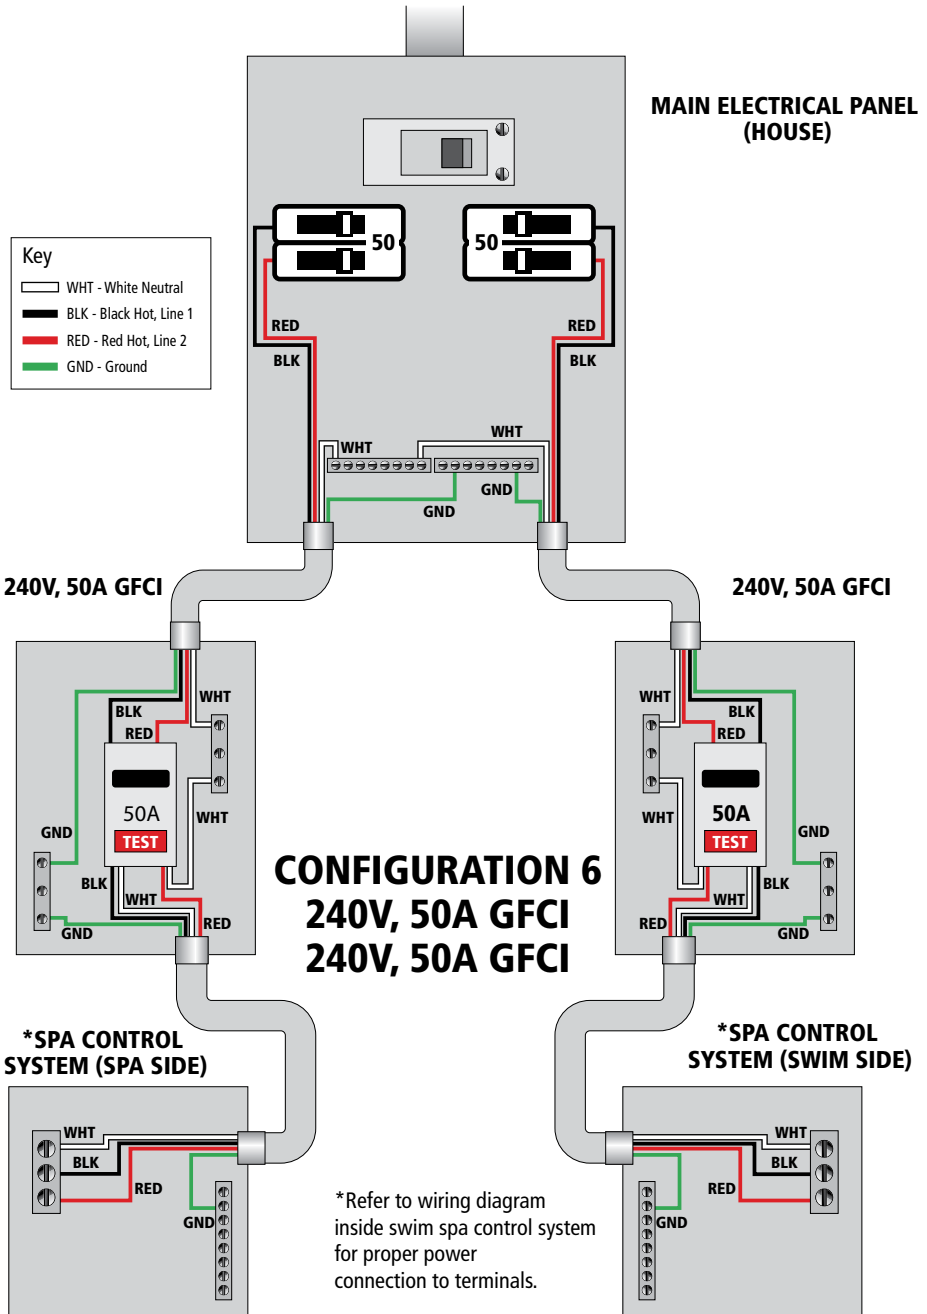 MAIN ELECTRICAL PANEL
(HOUSE)
50
50
Key
WHT - White Neutral
BLK - Black Hot, Line 1
RED - Red Hot, Line 2
GND - Ground
RED
RED
BLK
BLK
WHT
WHT
GND
GND
240V, 50A GFCI
240V, 50A GFCI
WHT
BLK
RED
50A
TEST
WHT
GND
BLK
WHT
RED
GND
WHT
BLK
RED
50A
TEST
WHT
GND
BLK
WHT
RED
GND
CONFIGURATION 6
240V, 50A GFCI
240V, 50A GFCI
*SPA CONTROL
SYSTEM (SPA SIDE)
WHT
BLK
RED
GND
*SPA CONTROL
SYSTEM (SWIM SIDE)
WHT
BLK
RED
GND
*Refer to wiring diagram
inside swim spa control system
for proper power
connection to terminals.